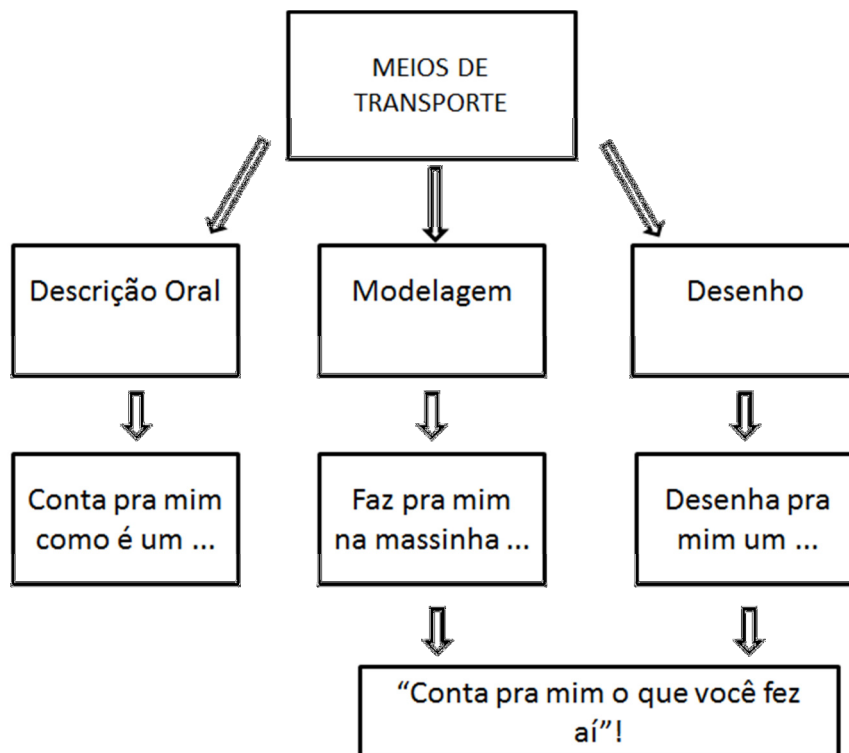 MEIOS DE
TRANSPORTE
Descrição Oral
Modelagem
Desenho
Conta pra mim
como é um ...
Faz pra mim
na massinha ...
Desenha pra
mim um ...
“Conta pra mim o que você fez
aí”!